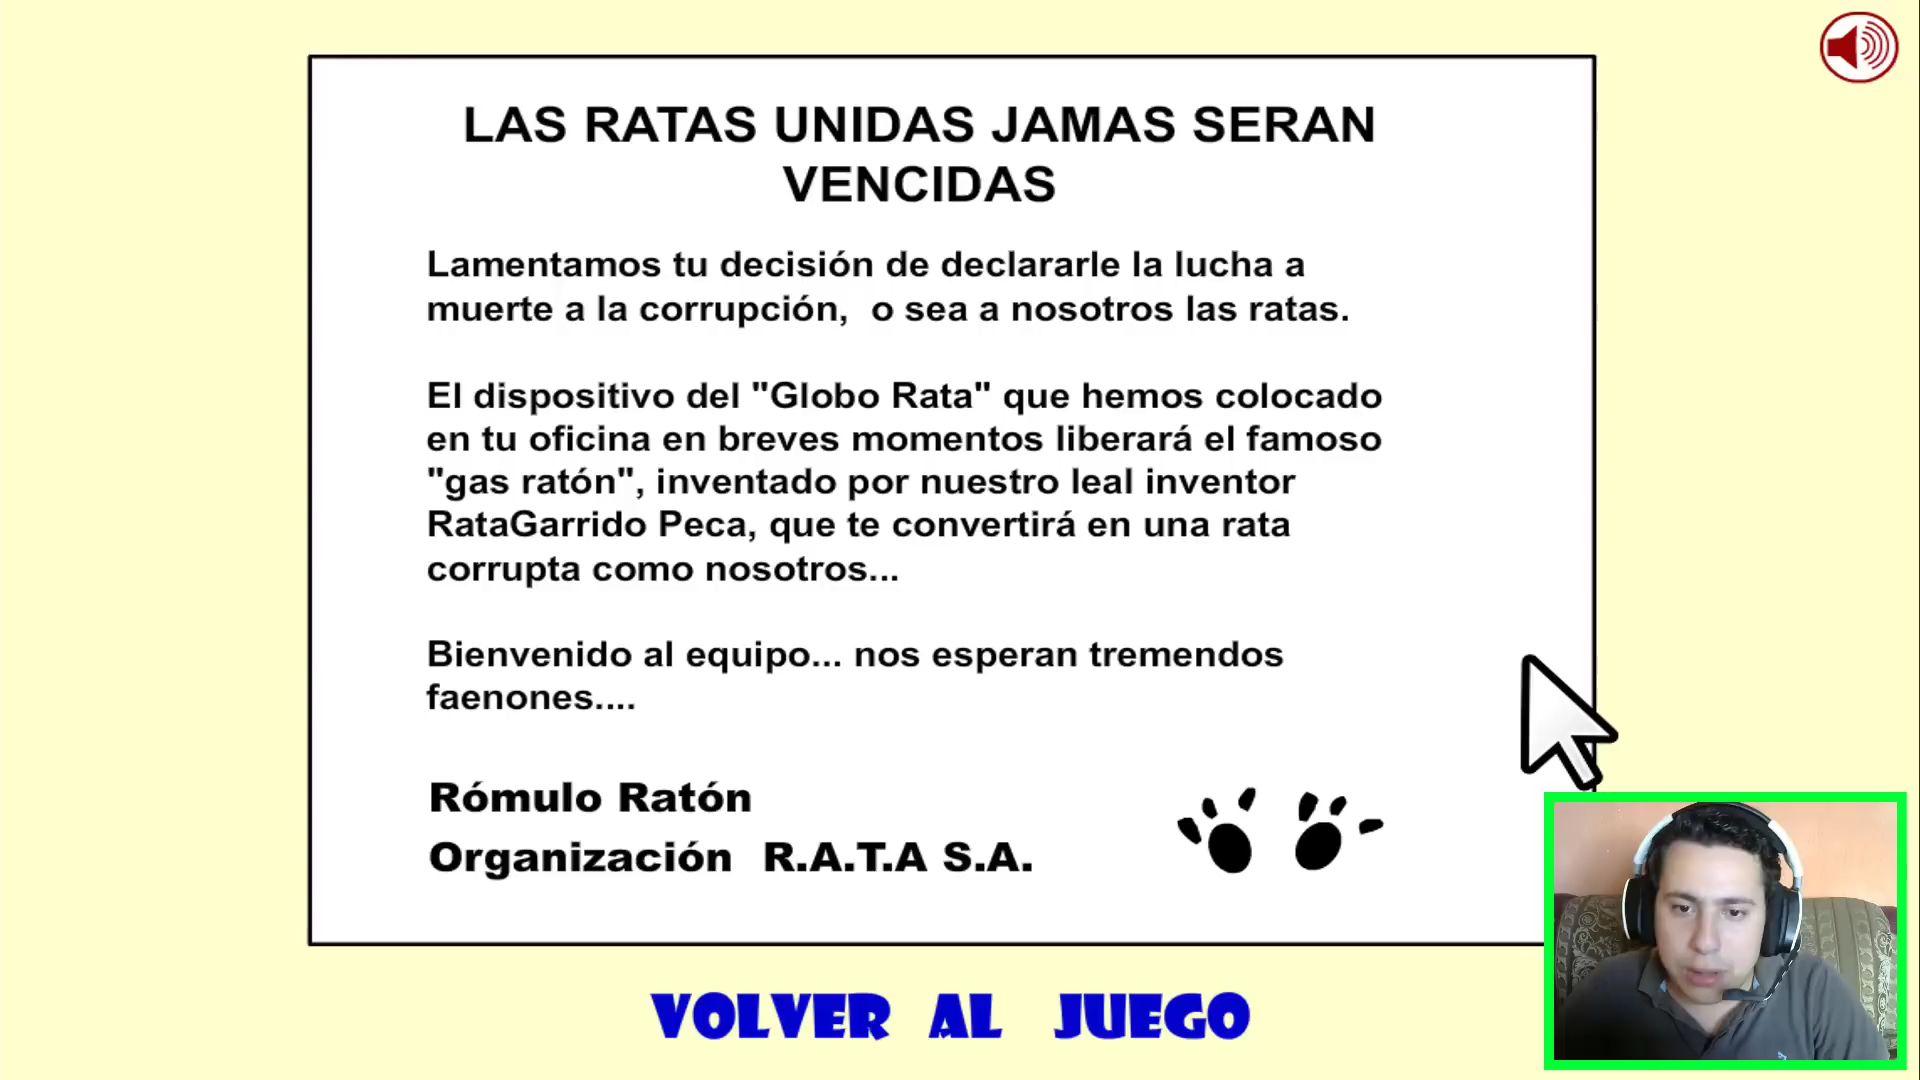 LAS RATAS UNIDAS JAMAS SERAN
VENCIDAS
Lamentamos tu decisión de declararle la lucha a
muerte a la corrupción,  o sea a nosotros las ratas.
El dispositivo del "Globo Rata" que hemos colocado
en tu oficina en breves momentos liberará el famoso
"gas ratón", inventado por nuestro leal inventor
RataGarrido Peca, que te convertirá en una rata
corrupta como nosotros...
Bienvenido al equipo... nos esperan tremendos
faenones....
Rómulo Ratón
Organización  R.A.T.A S.A.
VOLVER AL JUEGO